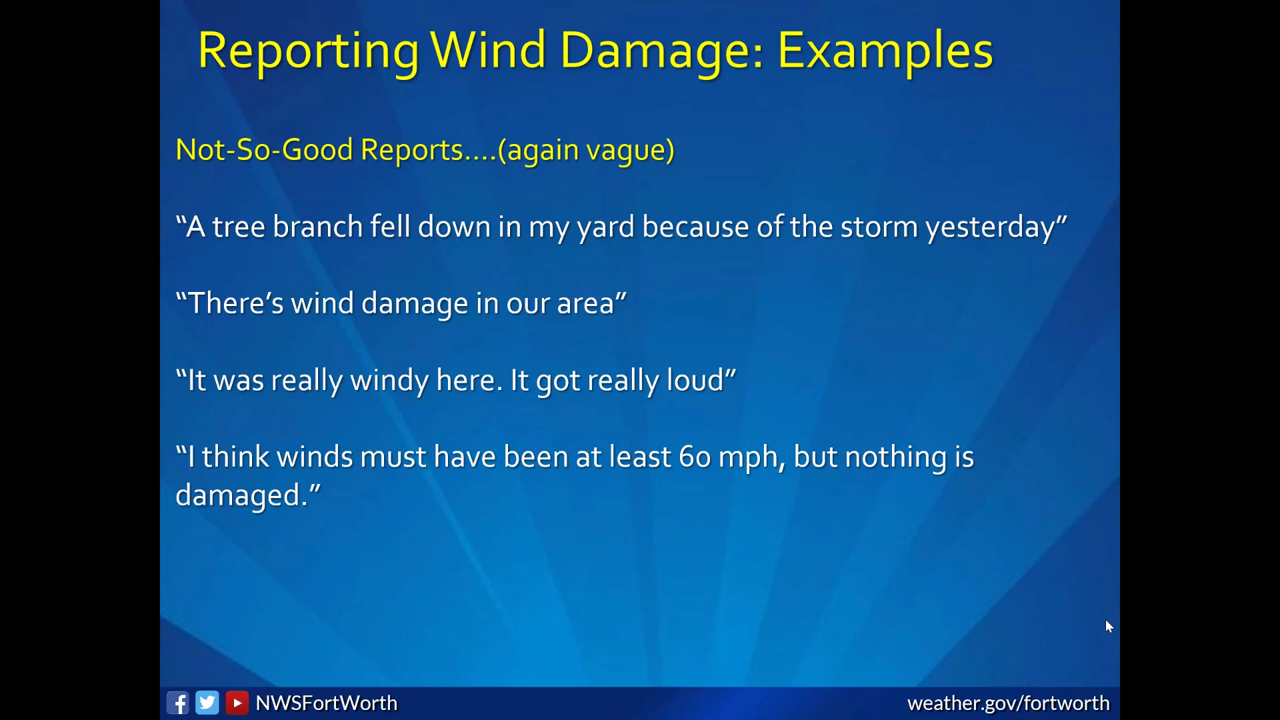 Reporting Wind Damage: Examples
Not-So-Good Reports....(again vague)
“A tree branch fell down in my yard because of the storm yesterday”
“There’s wind damage in our area”
“It was really windy here. It got really loud”
“I think winds must have been at least 60 mph, but nothing is
damaged.”
NWSFortWorth
weather.gov/fortworth